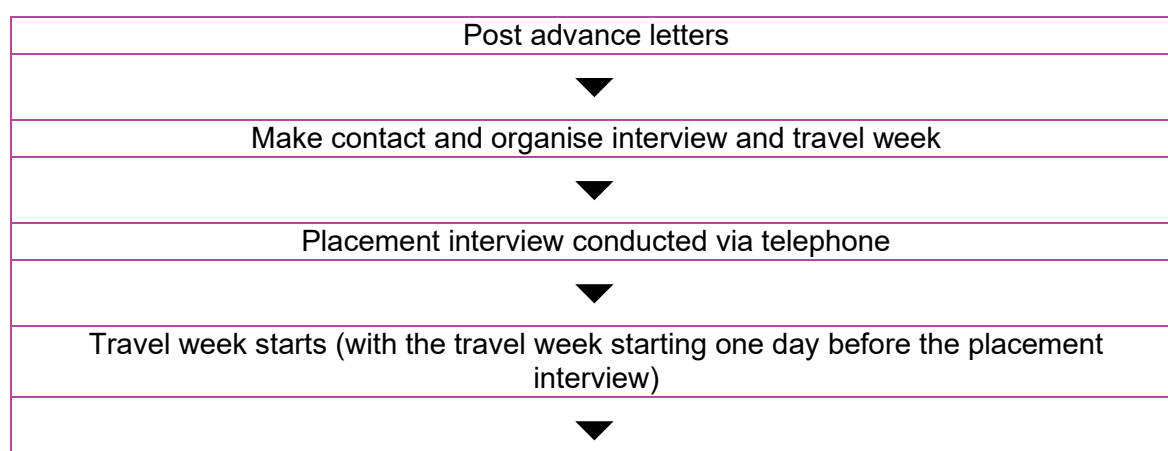 Post advance letters
Make contact and organise interview and travel week
Placement interview conducted via telephone
Travel week starts (with the travel week starting one day before the placement
interview)